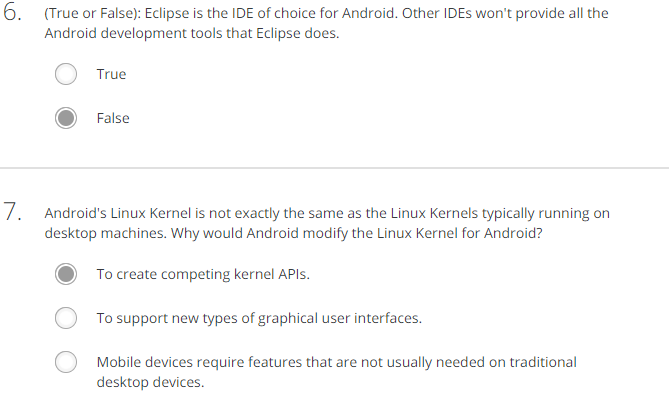 6. (True or False): Eclipse is the IDE of choice for Android. Other IDEs won't provide all the
Android development tools that Eclipse does.
True
False
7. Android's Linux Kernel is not exactly the same as the Linux Kernels typically running on
desktop machines. Why would Android modify the Linux Kernel for Android?
To create competing kernel APIs.
To support new types of graphical user interfaces.
Mobile devices require features that are not usually needed on traditional
desktop devices.